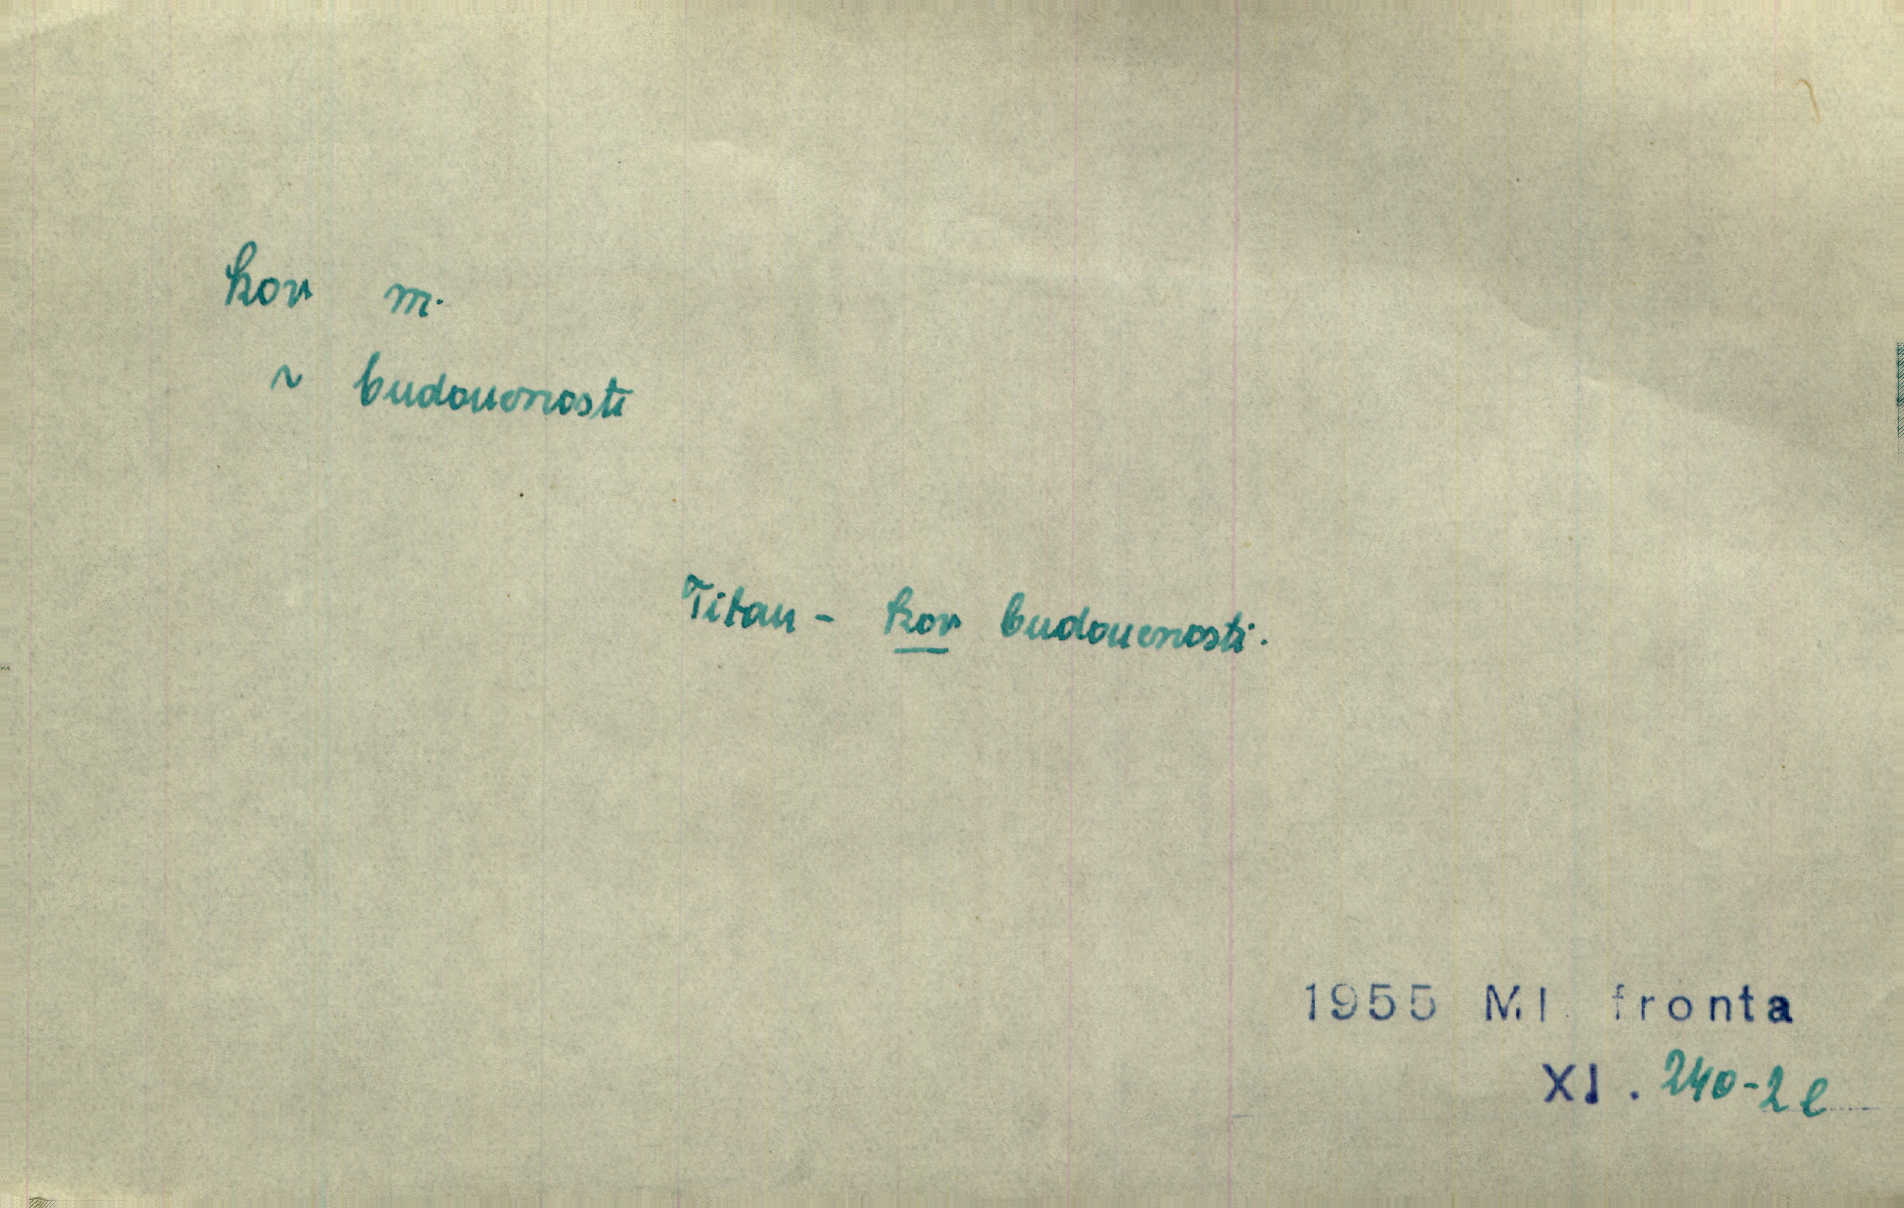 kov m.
~ budoucnosti
Titan - kov budoucnosti.
1955 Ml. fronta
XI. 240-2 e